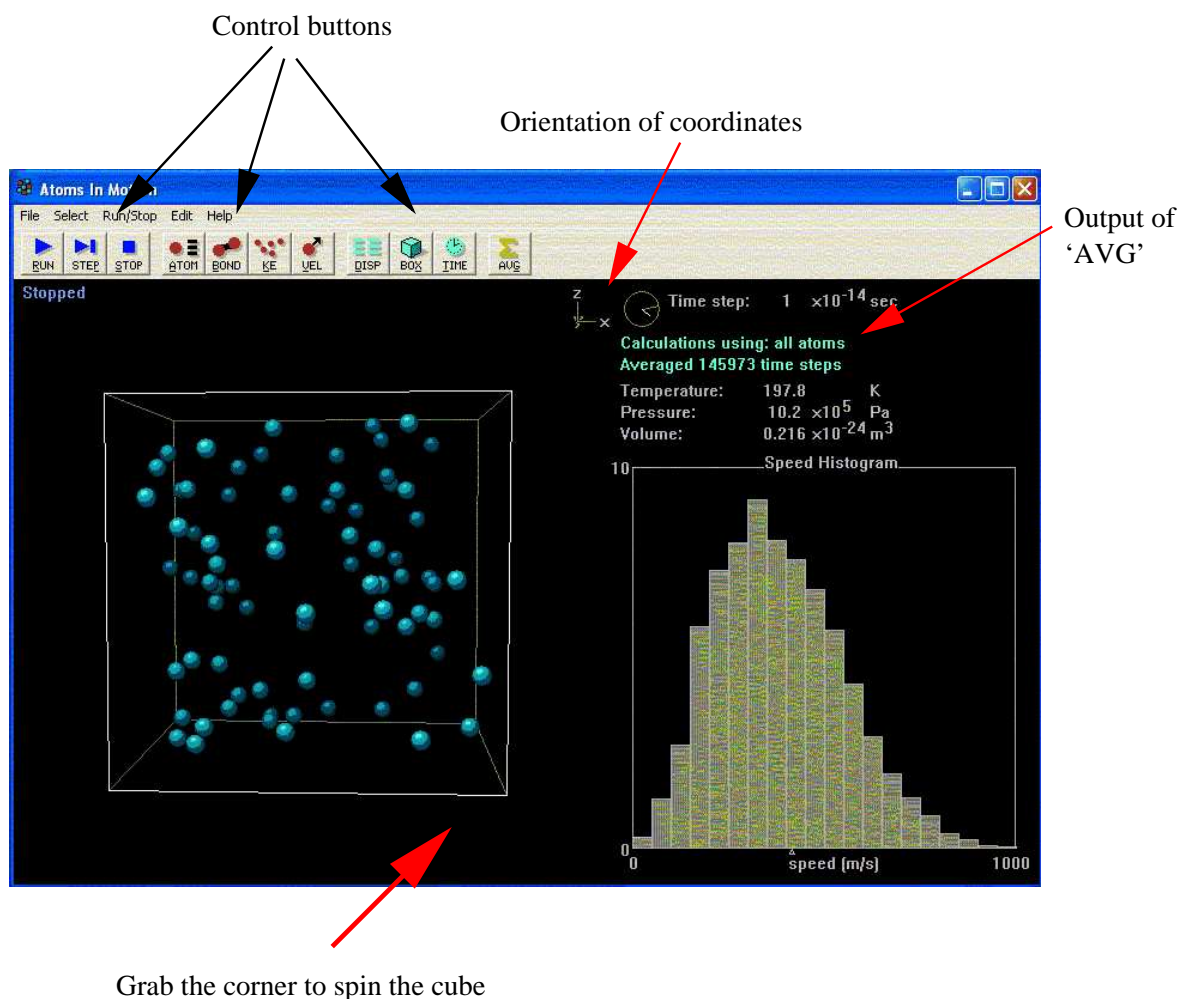 Control buttons
Orientation of coordinates
Output of
‘AVG’
Atoms In Motion
File Select Run/Stop Edit Help
RUN STEP STOP ATOM BOND KE VEL DISP BOX TIME AVG
Stopped
z
y x
Time step: 1 x10-14 sec
Calculations using: all atoms
Averaged 145973 time steps
Temperature: 197.8 K
Pressure: 10.2 x105 Pa
Volume: 0.216 x10-24 m3
Speed Histogram
10
0
0 speed (m/s) 1000
Grab the corner to spin the cube